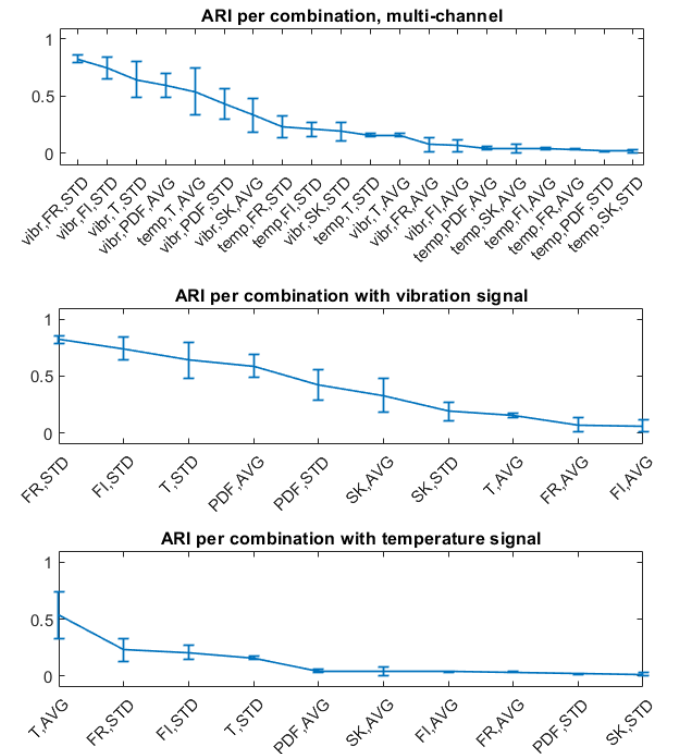 ARI per combination, multi-channel
1
0.5
0
vibr,FR,STD
vibr,FI,STD
vibr,T,STD
vibr,PDF,AVG
temp,T,AVG
vibr,PDF,STD
vibr,SK,AVG
temp,FR,STD
temp,FI,STD
vibr,SK,STD
temp,T,STD
vibr,T,AVG
vibr,FR,AVG
vibr,FI,AVG
temp,PDF,AVG
temp,SK,AVG
temp,FI,AVG
temp,FR,AVG
temp,PDF,STD
temp,SK,STD
ARI per combination with vibration signal
1
0.5
0
FR,STD
FI,STD
T,STD
PDF,AVG
PDF,STD
SK,AVG
SK,STD
T,AVG
FR,AVG
FI,AVG
ARI per combination with temperature signal
1
0.5
0
T,AVG
FR,STD
FI,STD
T,STD
PDF,AVG
SK,AVG
FI,AVG
FR,AVG
PDF,STD
SK,STD